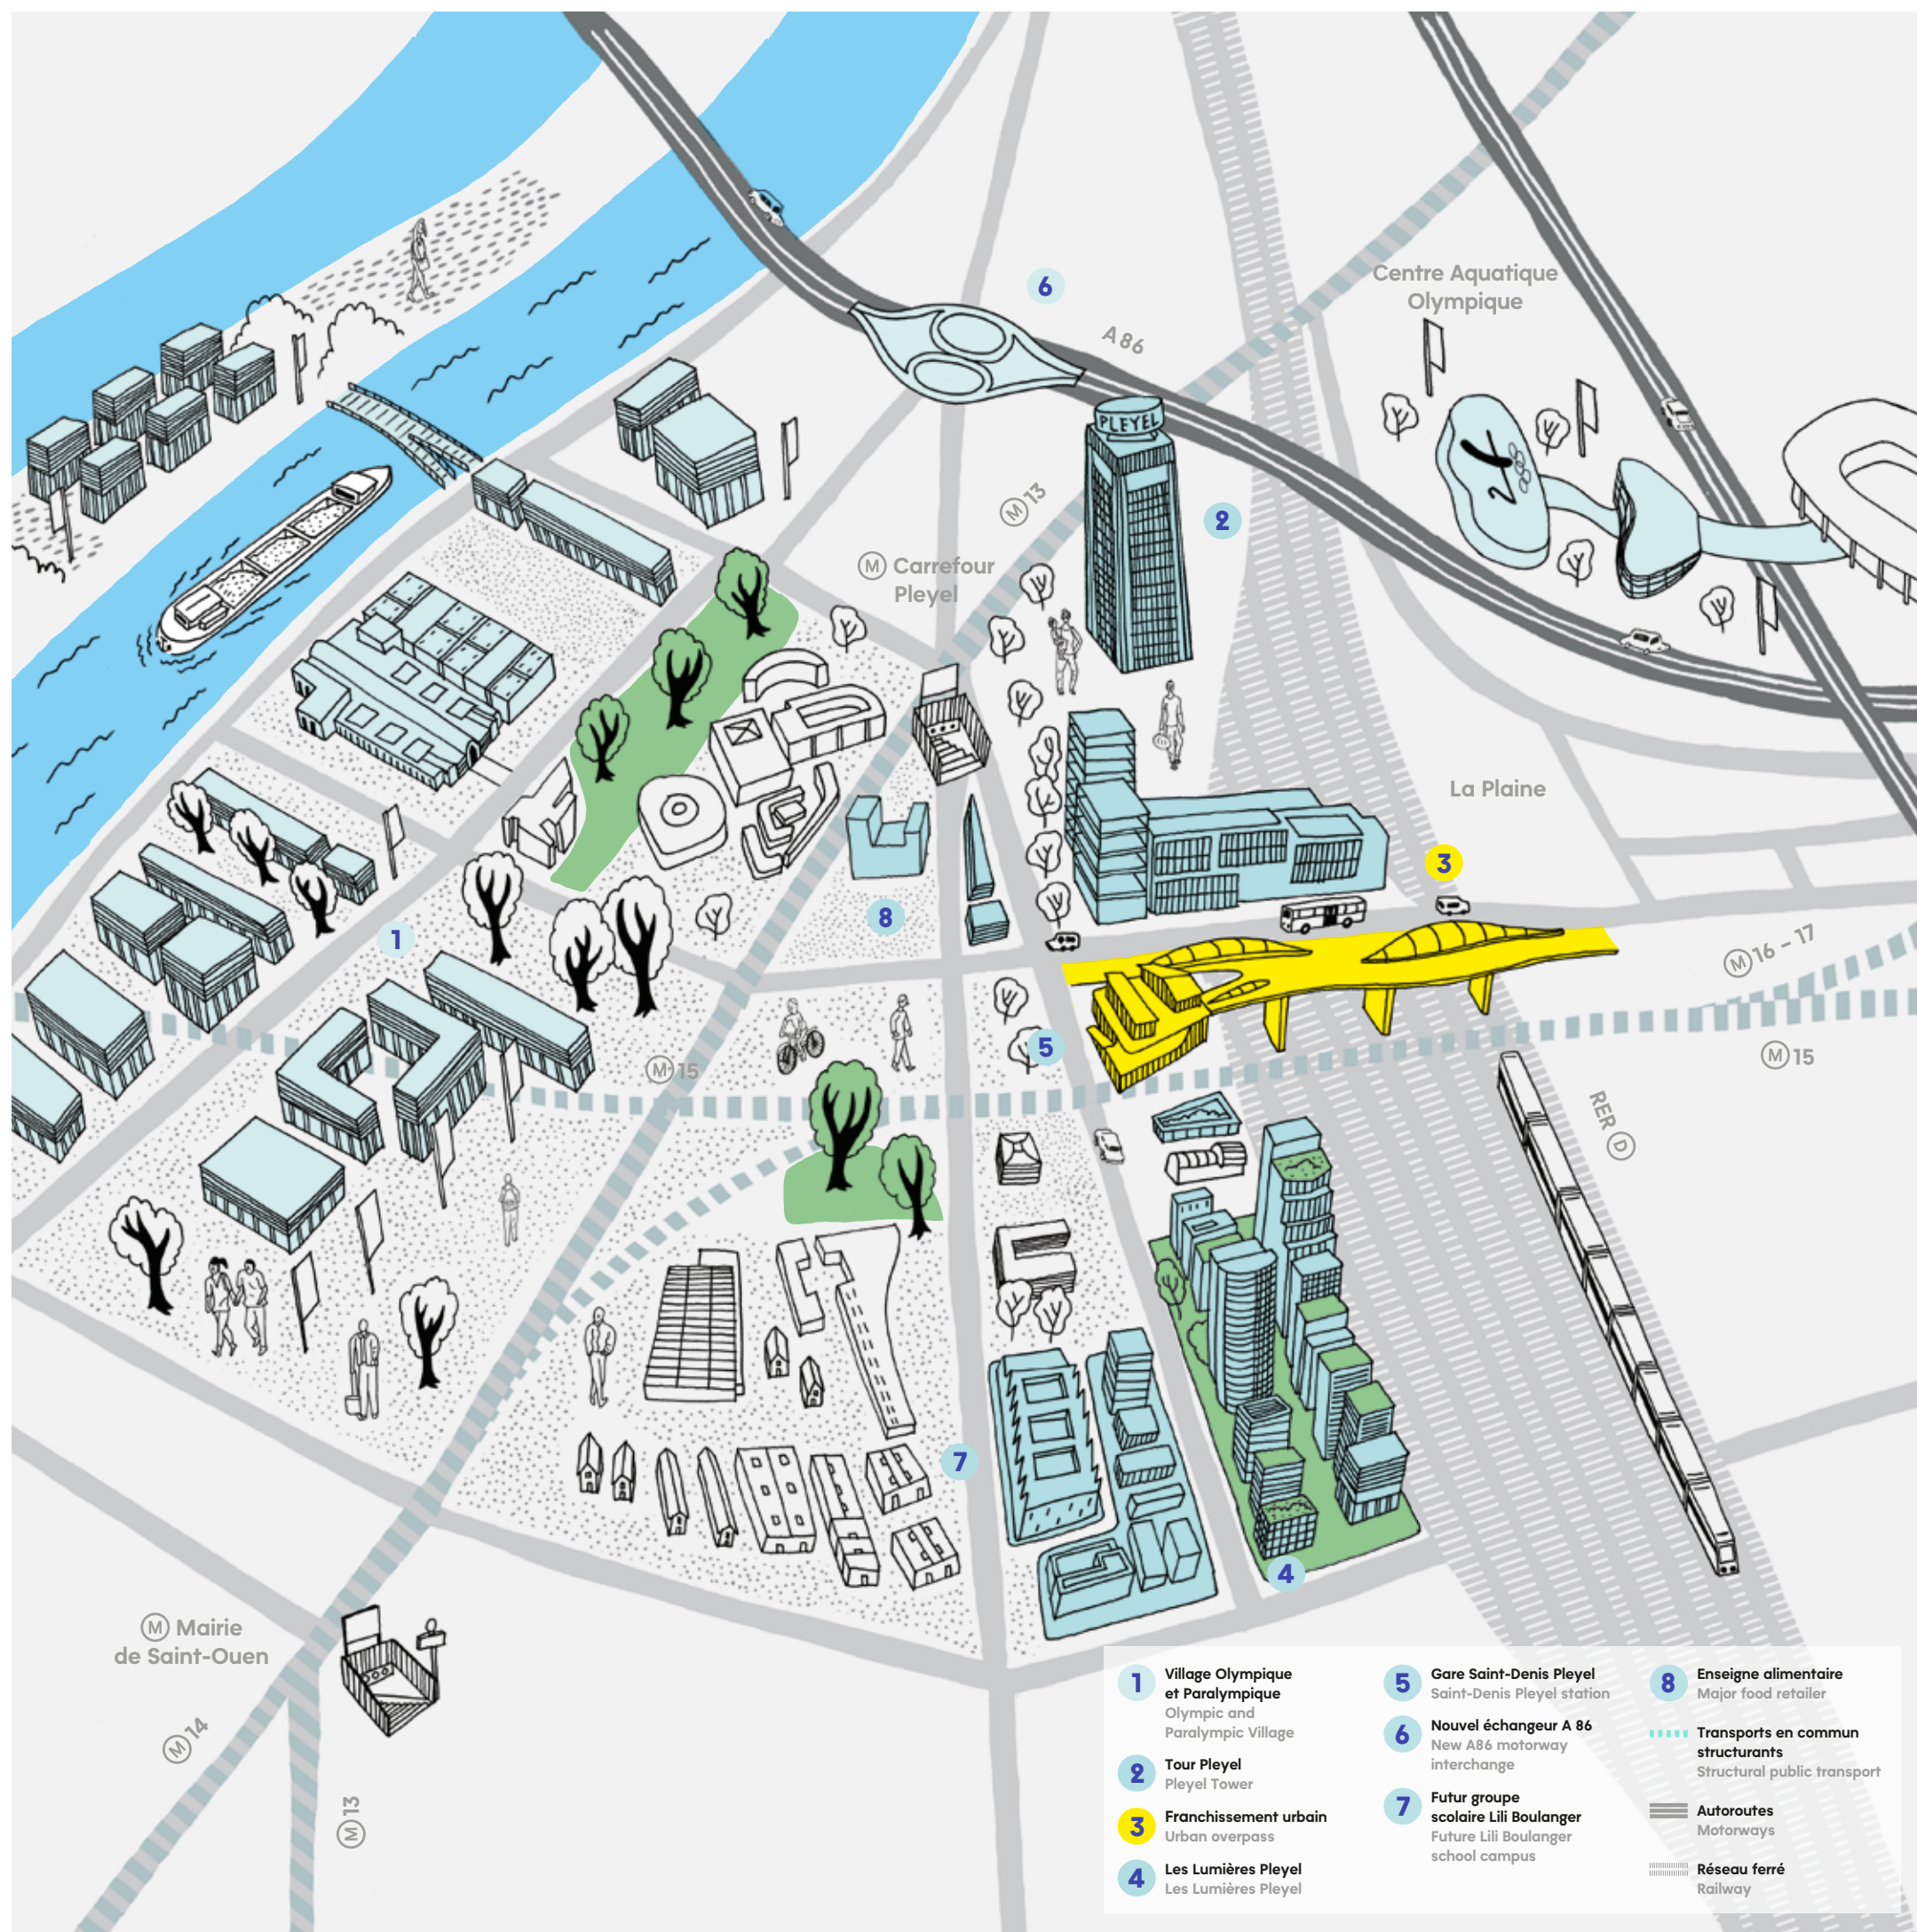 6
A 86
Centre Aquatique
Olympique
PLEYEL
24
M 13
2
M Carrefour
Pleyel
La Plaine
3
8
1
M 16 - 17
5
M 15
M 15
RER D
7
4
M Mairie
de Saint-Ouen
M 14
M 13
1
Village Olympique
et Paralympique
Olympic and
Paralympic Village
2
Tour Pleyel
Pleyel Tower
3
Franchissement urbain
Urban overpass
4
Les Lumières Pleyel
Les Lumières Pleyel
5
Gare Saint-Denis Pleyel
Saint-Denis Pleyel station
6
Nouvel échangeur A 86
New A86 motorway
interchange
7
Futur groupe
scolaire Lili Boulanger
Future Lili Boulanger
school campus
8
Enseigne alimentaire
Major food retailer
Transports en commun
structurants
Structural public transport
Autoroutes
Motorways
Réseau ferré
Railway